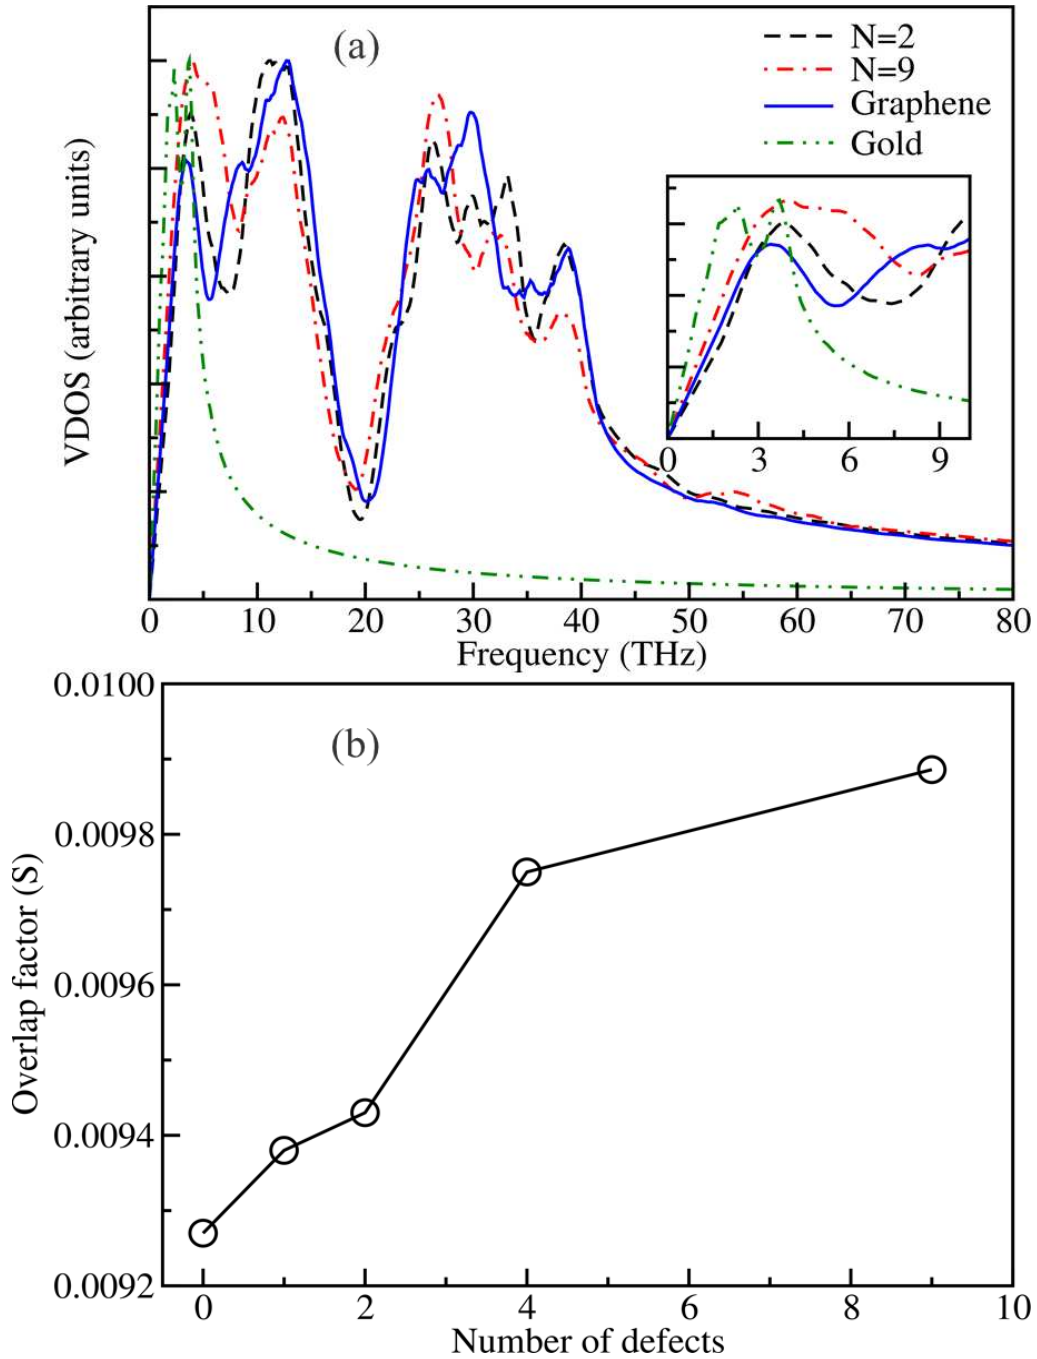 (a)
N=2
N=9
Graphene
Gold
VDOS (arbitrary units)
0 3 6 9
0 10 20 30 40 50 60 70 80
Frequency (THz)
0.0100
(b)
0.0098
0.0096
0.0094
0.0092
Overlap factor (S)
0 2 4 6 8 10
Number of defects